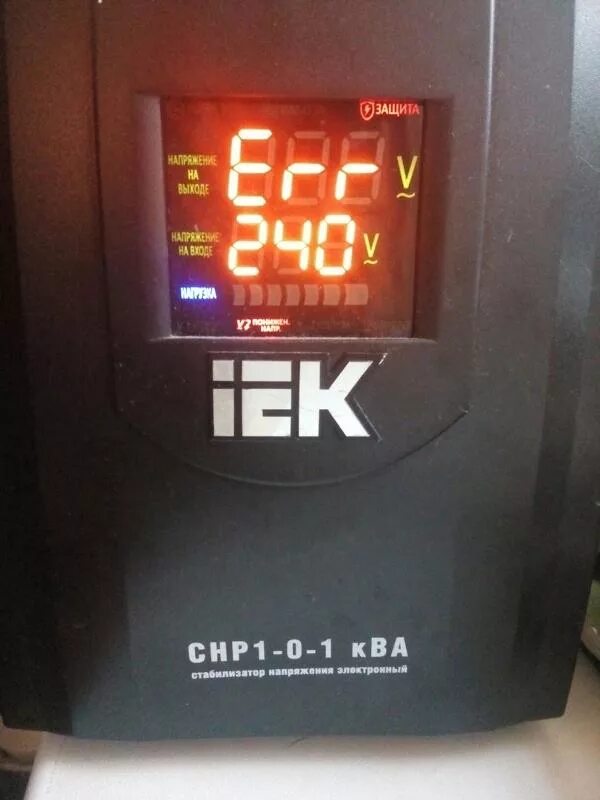 ЗАЩИТА
НАПРЯЖЕНИЕ
НА
ВЫХОДЕ
Err V
~
НАПРЯЖЕНИЕ
НА ВХОДЕ
240 V
~
НАГРУЗКА
ПОНИЖЕН.
НАПР.
IEK
СНР1-0-1 кВА
стабилизатор напряжения электронный